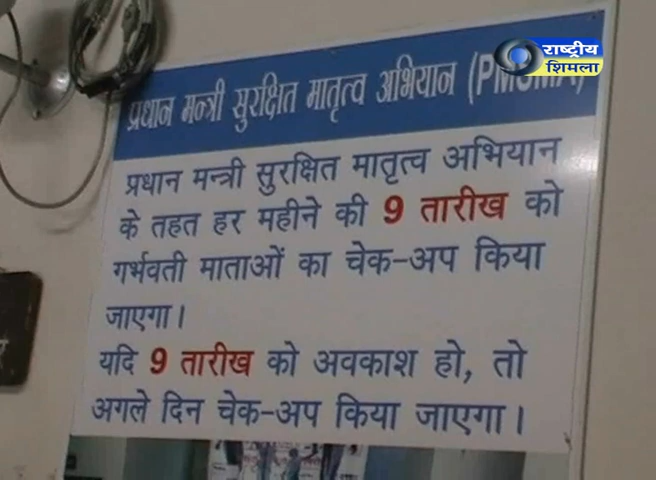 राष्ट्रीय
शिमला
प्रधान मन्त्री सुरक्षित मातृत्व अभियान
प्रधान मन्त्री सुरक्षित मातृत्व अभियान
के तहत हर महीने की 9 तारीख को
गर्भवती माताओं का चेक-अप किया
जाएगा।
यदि 9 तारीख को अवकाश हो, तो
अगले दिन चेक-अप किया जाएगा।